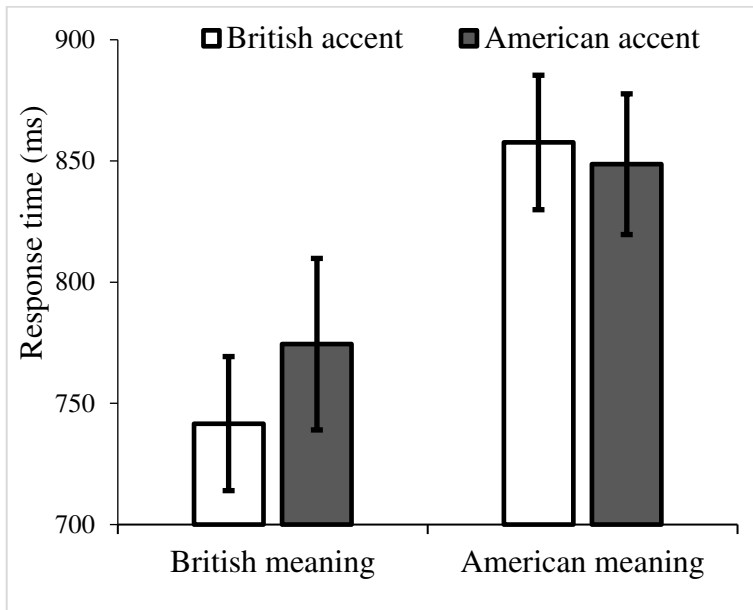 British accent American accent
900
850
800
750
700
Response time (ms)
British meaning American meaning